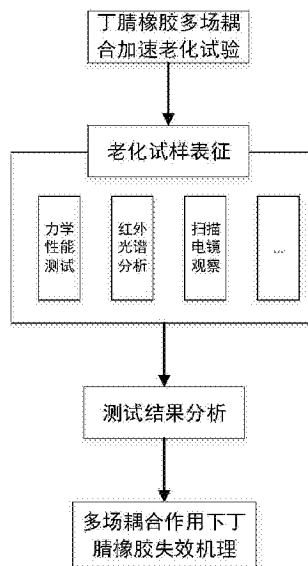 丁腈橡胶多场耦
合加速老化试验
老化试样表征
力学
性能
测试
红外
光谱
分析
扫描
电镜
观察
...
测试结果分析
多场耦合作用下丁
腈橡胶失效机理